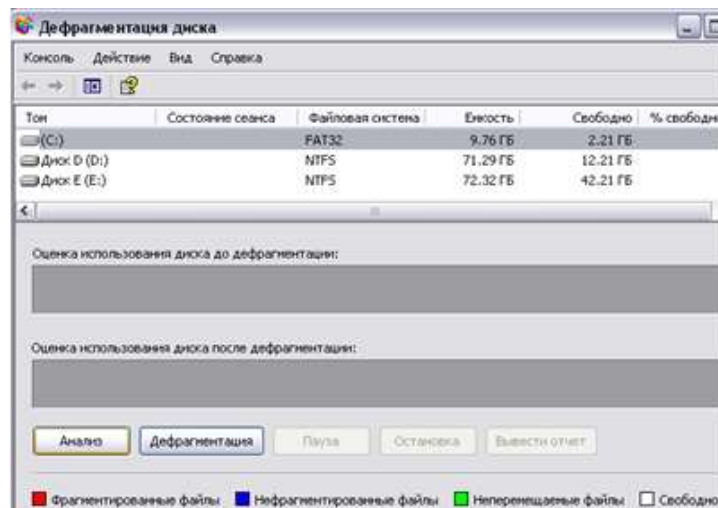 Дефрагментация диска
Консоль Действие Вид Справка
Том Состояние сеанса Файловая система Емкость Свободно % свободно
(C:) FAT32 9.76 ГБ 2.21 ГБ
Диск D (D:) NTFS 71.29 ГБ 12.21 ГБ
Диск E (E:) NTFS 72.32 ГБ 42.21 ГБ
Оценка использования диска до дефрагментации:
Оценка использования диска после дефрагментации:
Анализ Дефрагментация Пауза Остановка Вывести отчет
Фрагментированные файлы Нефрагментированные файлы Неперемещаемые файлы Свободно